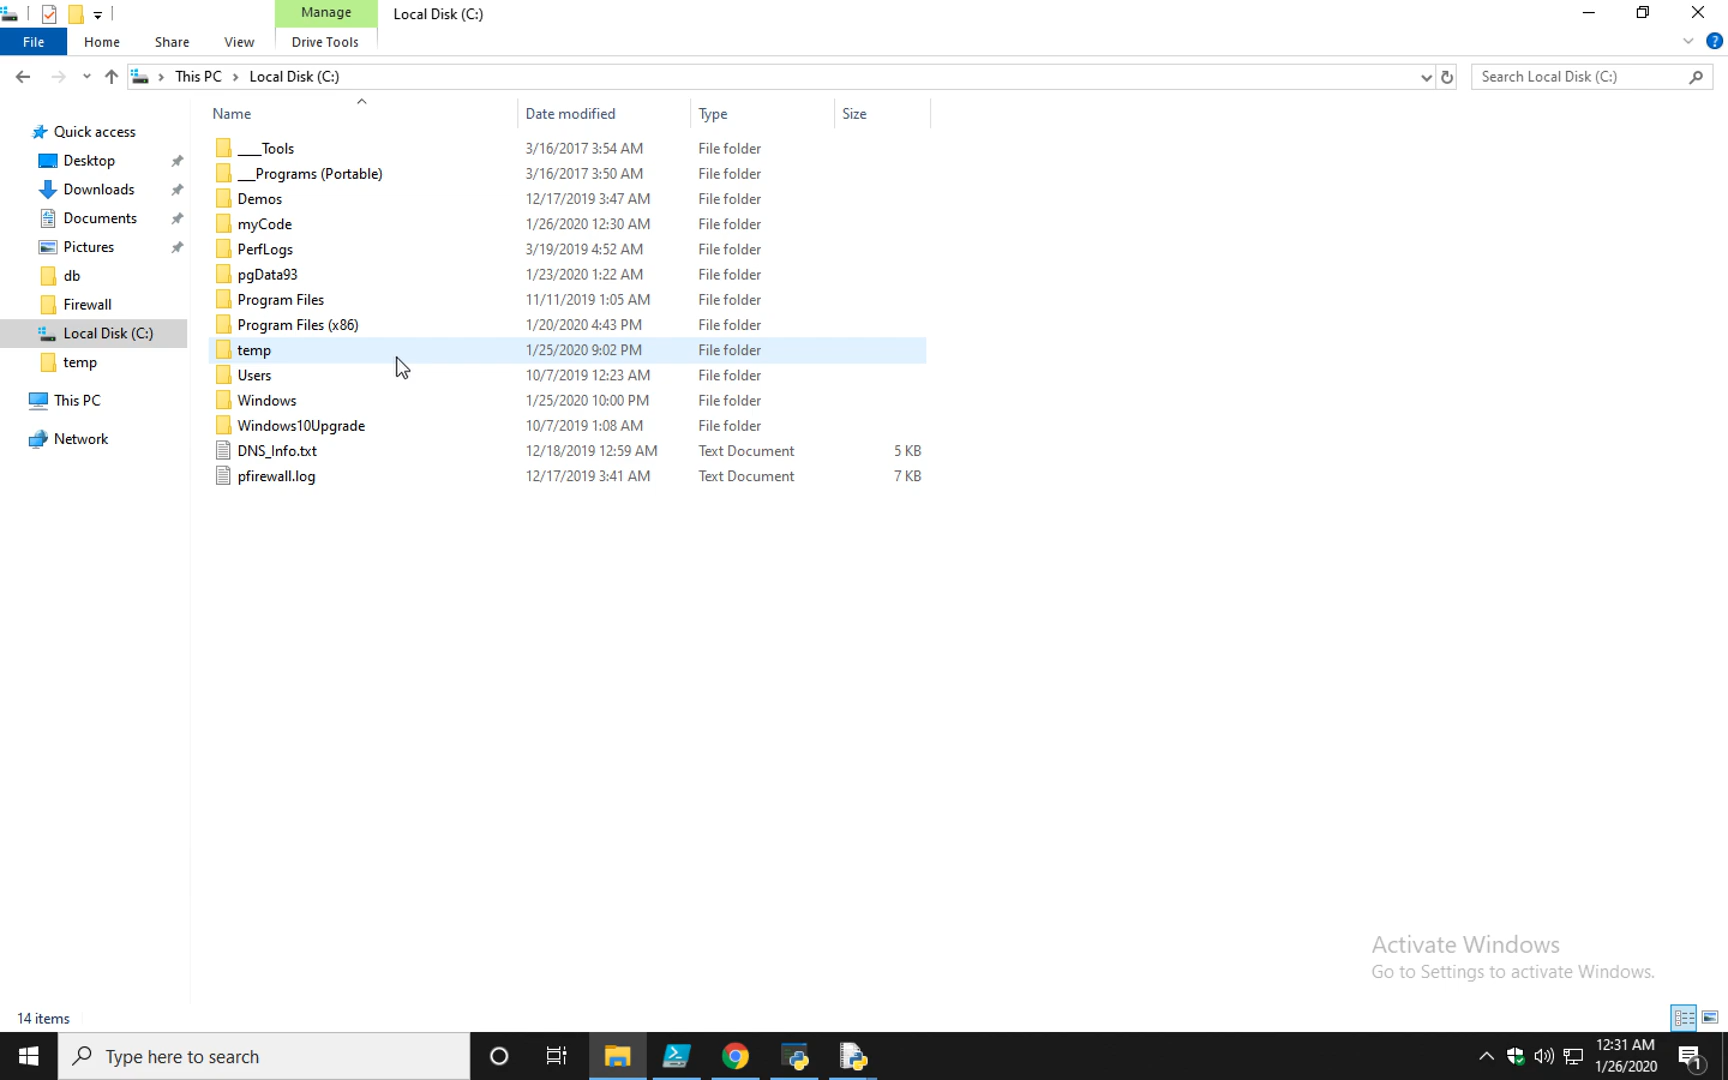 Manage
Local Disk (C:)
File
Home
Share
View
Drive Tools
This PC
Local Disk (C:)
Search Local Disk (C:)
Name
Date modified
Type
Size
Quick access
Desktop
Downloads
Documents
Pictures
db
Firewall
Local Disk (C:)
temp
This PC
Network
___Tools 3/16/2017 3:54 AM File folder
__Programs (Portable) 3/16/2017 3:50 AM File folder
Demos 12/17/2019 3:47 AM File folder
myCode 1/26/2020 12:30 AM File folder
PerfLogs 3/19/2019 4:52 AM File folder
pgData93 1/23/2020 1:22 AM File folder
Program Files 11/11/2019 1:05 AM File folder
Program Files (x86) 1/20/2020 4:43 PM File folder
temp 1/25/2020 9:02 PM File folder
Users 10/7/2019 12:23 AM File folder
Windows 1/25/2020 10:00 PM File folder
Windows10Upgrade 10/7/2019 1:08 AM File folder
DNS_Info.txt 12/18/2019 12:59 AM Text Document 5 KB
pfirewall.log 12/17/2019 3:41 AM Text Document 7 KB
Activate Windows
Go to Settings to activate Windows.
14 items
Type here to search
12:31 AM
1/26/2020
1